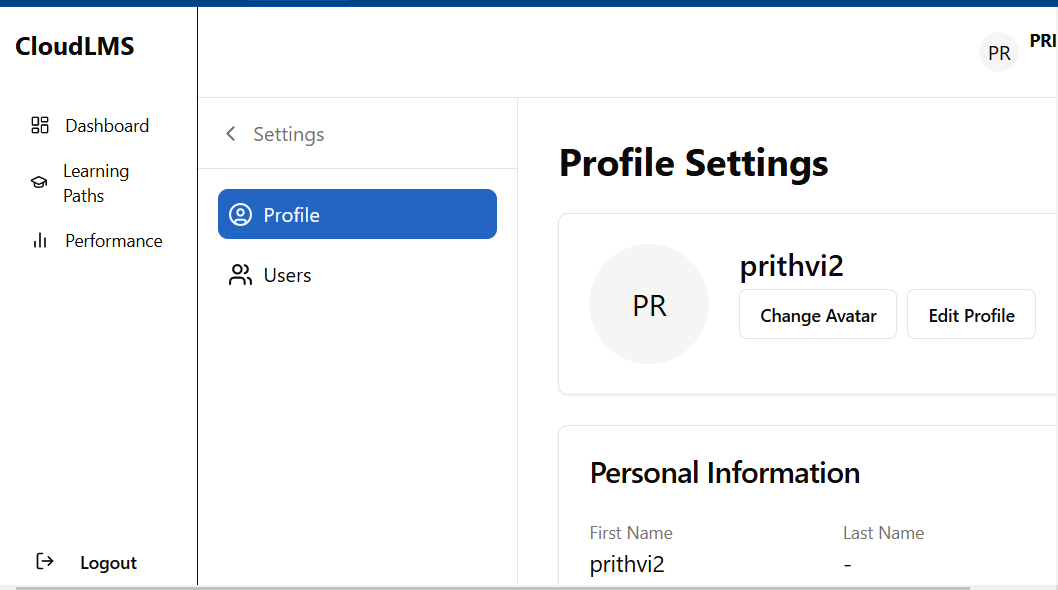 CloudLMS
PR
PRI
Dashboard
Learning
Paths
Performance
Logout
Settings
Profile
Users
Profile Settings
PR
prithvi2
Change Avatar
Edit Profile
Personal Information
First Name
Last Name
prithvi2
-